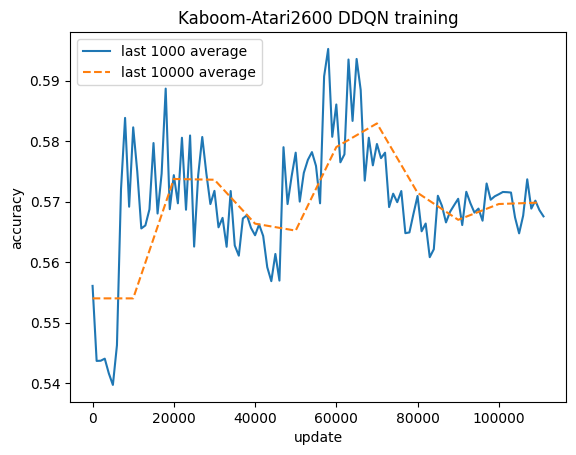 Kaboom-Atari2600 DDQN training
last 1000 average
last 10000 average
0.59
0.58
0.57
0.56
0.55
0.54
accuracy
0 20000 40000 60000 80000 100000
update